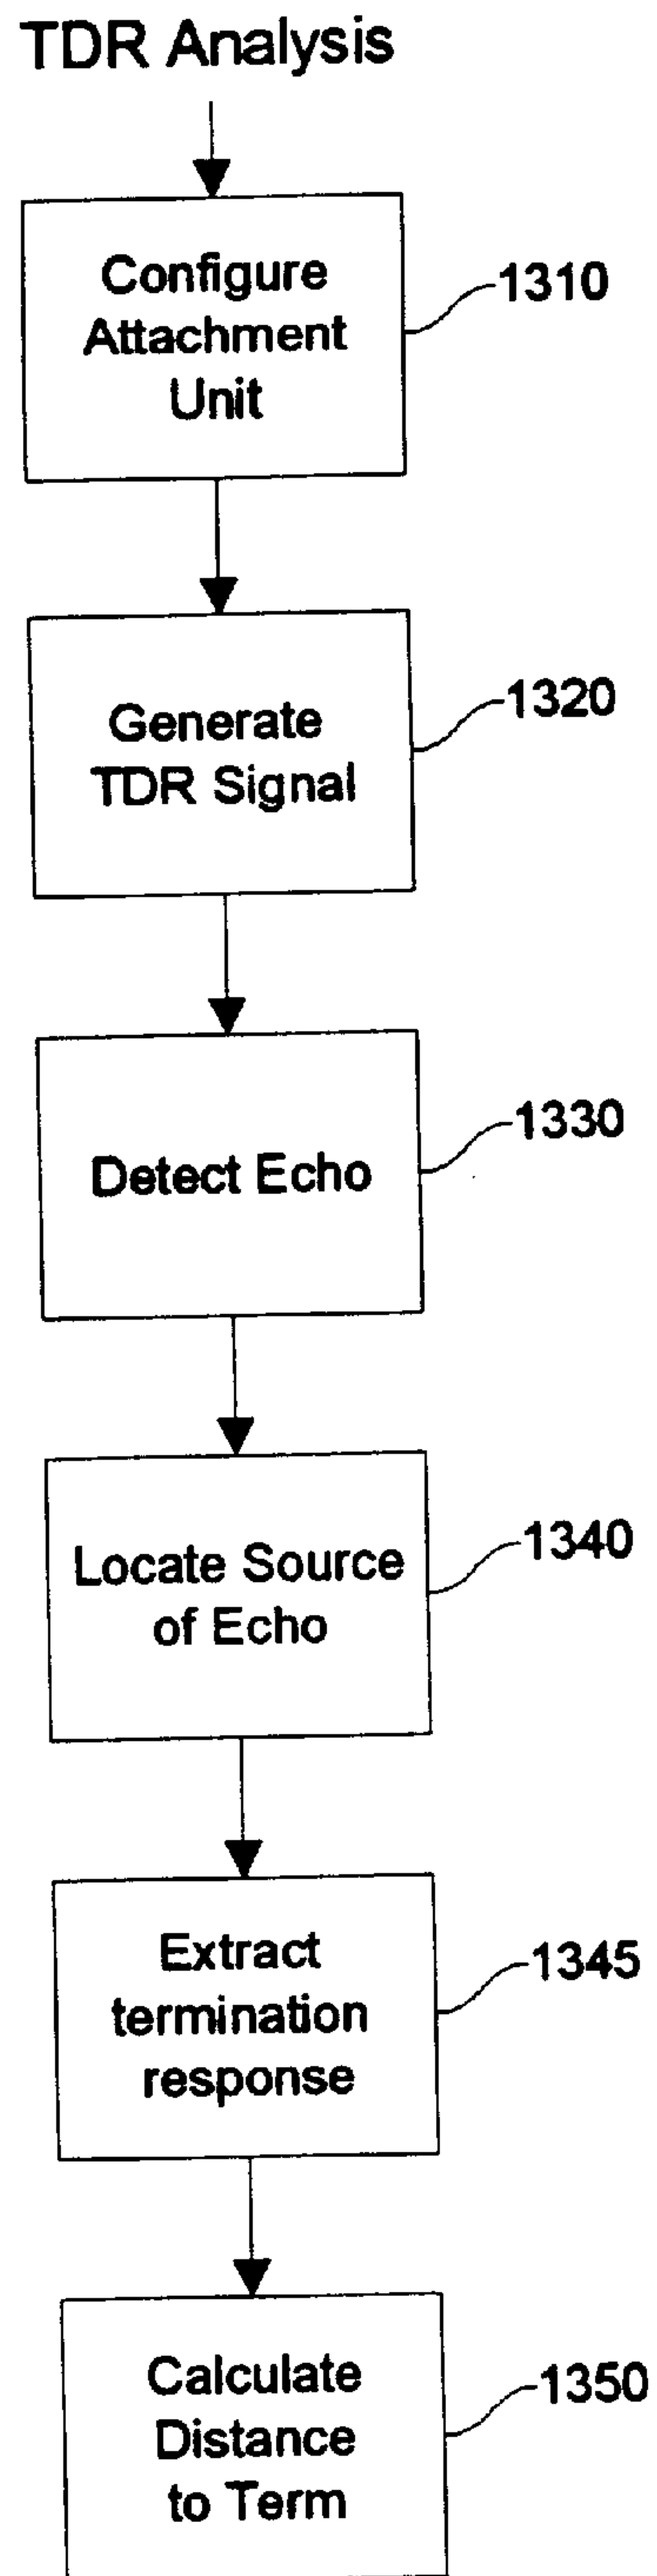 TDR Analysis
Configure
Attachment
Unit
1310
Generate
TDR Signal
1320
Detect Echo
1330
Locate Source
of Echo
1340
Extract
termination
response
1345
Calculate
Distance
to Term
1350